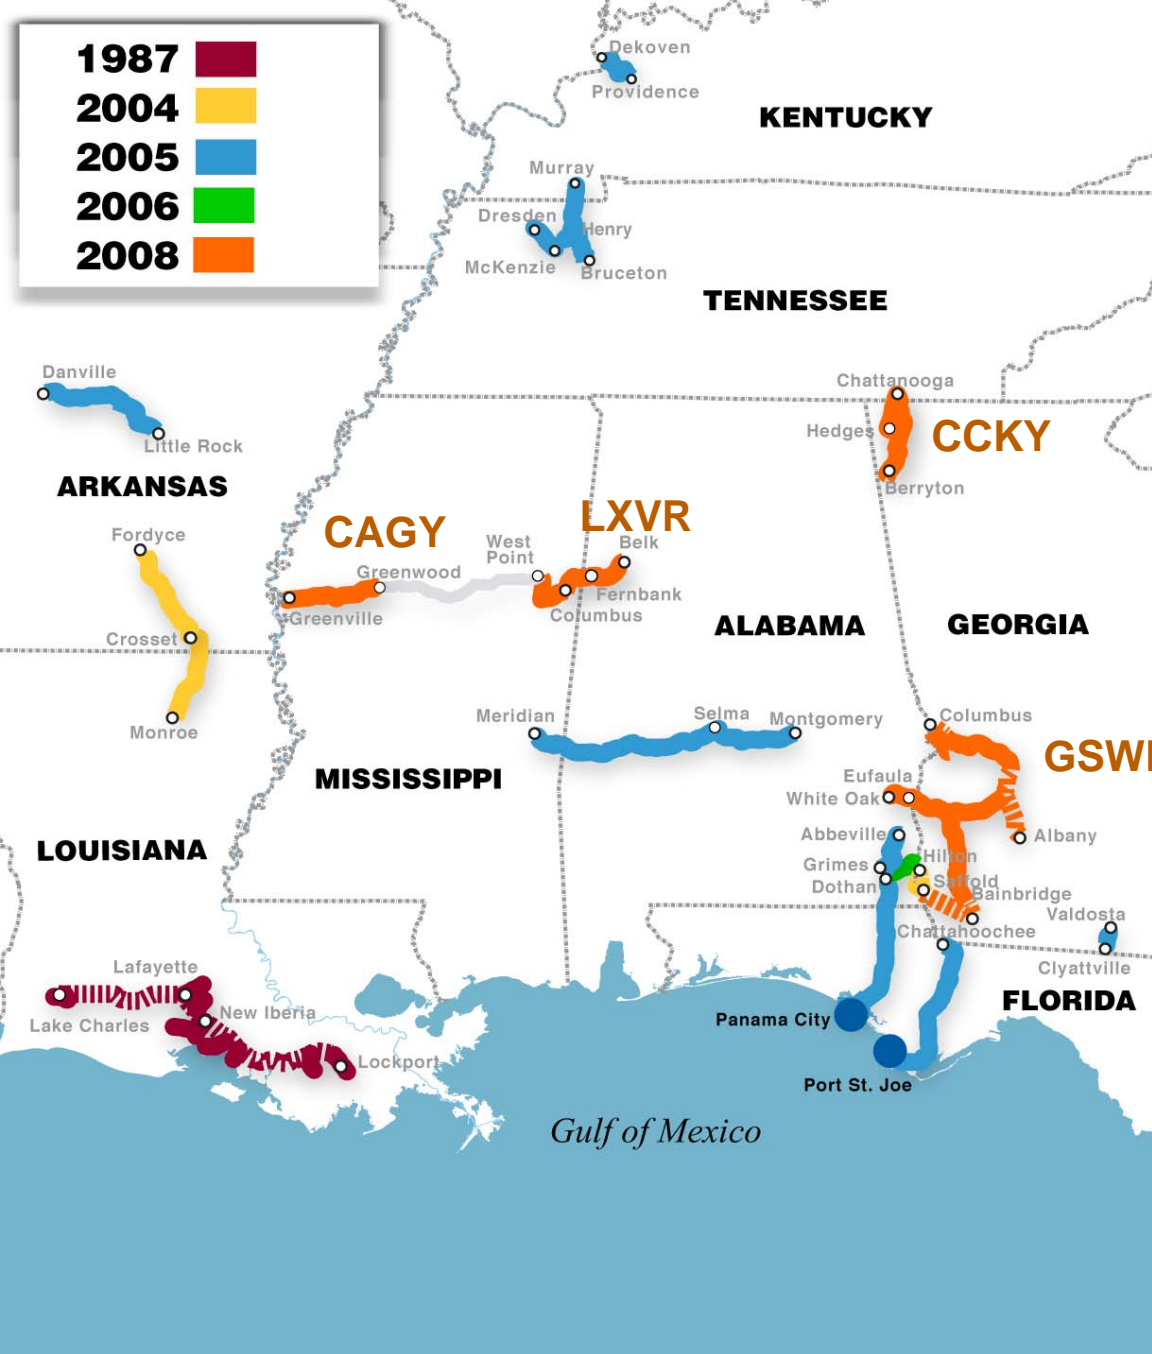 1987
2004
2005
2006
2008
Dekoven
Providence
KENTUCKY
Murray
Dresden
Henry
McKenzie
Bruceton
TENNESSEE
Danville
Little Rock
ARKANSAS
Chattanooga
Hedges
CCKY
Berryton
Fordyce
CAGY
LXVR
West
Point
Belk
Greenwood
Fernbank
Greenville
Columbus
ALABAMA
GEORGIA
Crosset
Monroe
Meridian
Selma
Montgomery
Columbus
GSWR
MISSISSIPPI
Eufaula
White Oak
Abbeville
Albany
LOUISIANA
Grimes
Hilton
Dothan
Saffold
Bainbridge
Valdosta
Chattahoochee
Clyattville
Lafayette
FLORIDA
New Iberia
Lake Charles
Panama City
Lockport
Port St. Joe
Gulf of Mexico